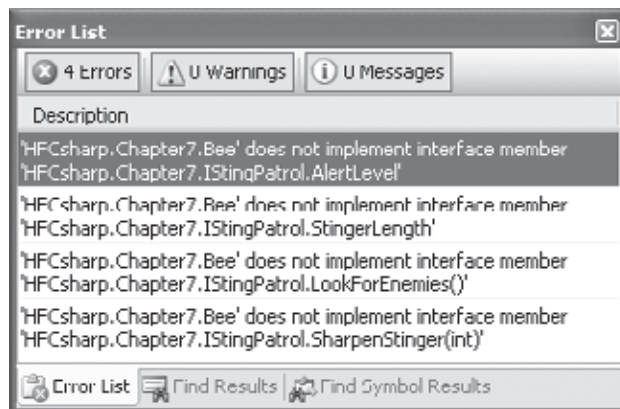 Error List
4 Errors 0 Warnings 0 Messages
Description
'HFCsharp.Chapter7.Bee' does not implement interface member
'HFCsharp.Chapter7.IStingPatrol.AlertLevel'
'HFCsharp.Chapter7.Bee' does not implement interface member
'HFCsharp.Chapter7.IStingPatrol.StingerLength'
'HFCsharp.Chapter7.Bee' does not implement interface member
'HFCsharp.Chapter7.IStingPatrol.LookForEnemies()'
'HFCsharp.Chapter7.Bee' does not implement interface member
'HFCsharp.Chapter7.IStingPatrol.SharpenStinger(int)'
Error List Find Results Find Symbol Results